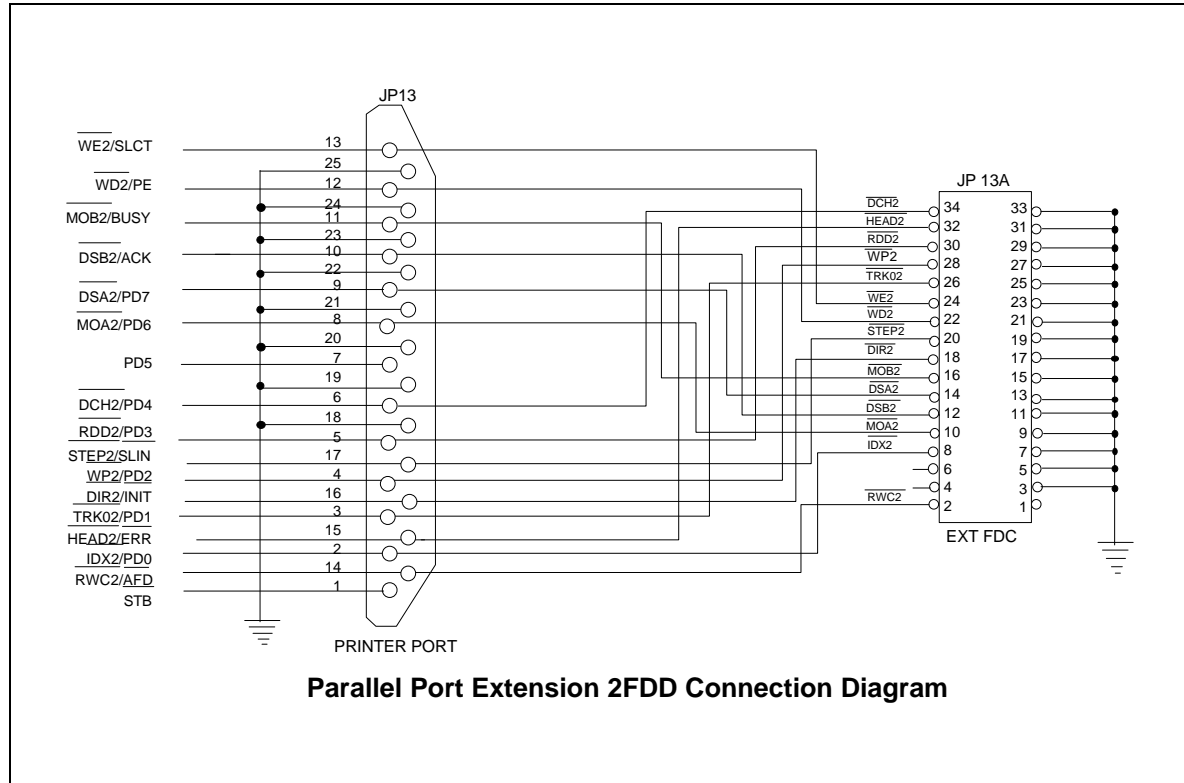 JP13
WE2/SLCT
WD2/PE
MOB2/BUSY
DSB2/ACK
DSA2/PD7
MOA2/PD6
PD5
DCH2/PD4
RDD2/PD3
STEP2/SLIN
WP2/PD2
DIR2/INIT
TRK02/PD1
HEAD2/ERR
IDX2/PD0
RWC2/AFD
STB
13
25
12
24
11
23
10
22
9
21
8
20
7
19
6
18
5
17
4
16
3
15
2
14
1
PRINTER PORT
JP 13A
DCH2 34 33
HEAD2 32 31
RDD2 30 29
WP2 28 27
TRK02 26 25
WE2 24 23
WD2 22 21
STEP2 20 19
DIR2 18 17
MOB2 16 15
DSA2 14 13
DSB2 12 11
MOA2 10 9
IDX2 8 7
6 5
4 3
RWC2 2 1
EXT FDC
Parallel Port Extension 2FDD Connection Diagram